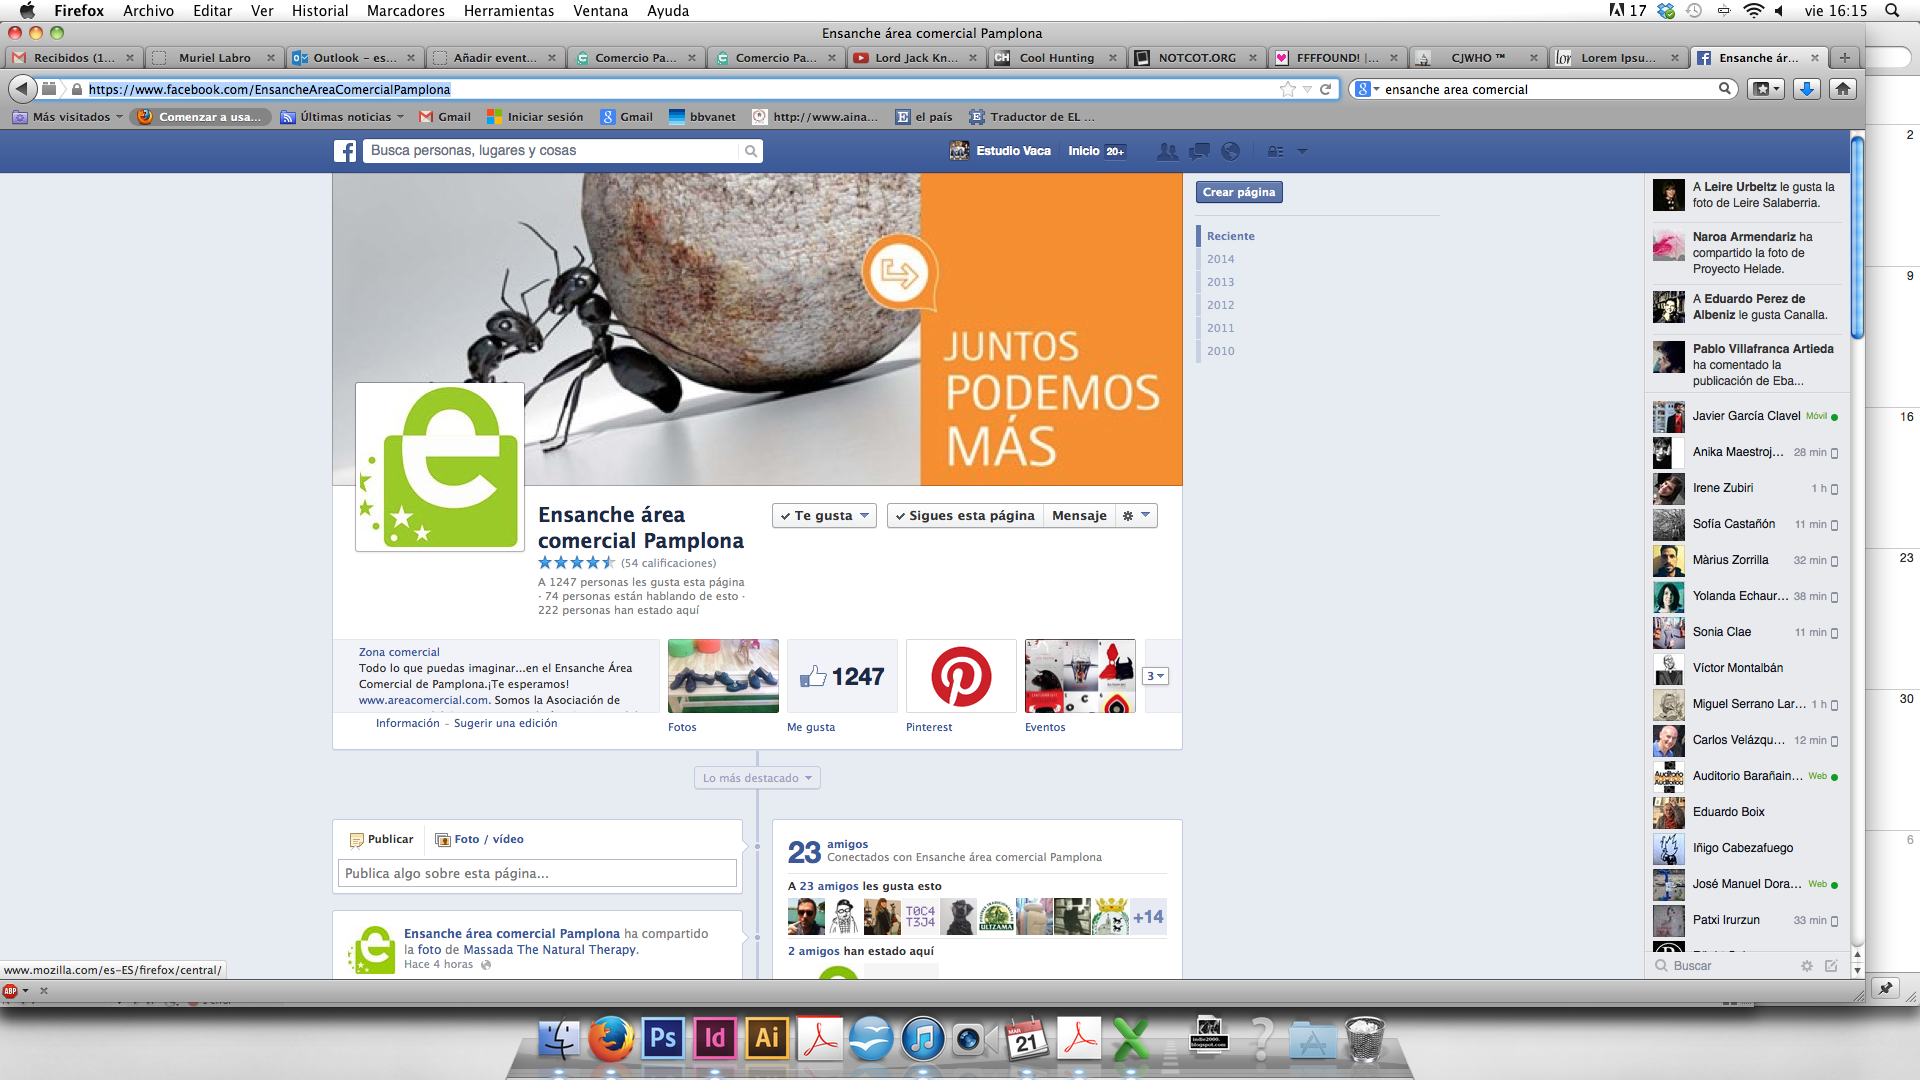 Firefox Archivo Editar Ver Historial Marcadores Herramientas Ventana Ayuda
17 vie 16:15
Ensanche área comercial Pamplona
Recibidos (1... Muriel Labro Outlook - es... Añadir event... Comercio Pa... Comercio Pa... Lord Jack Kn... CH Cool Hunting NOTCOT.ORG FFFFOUND! |... CJWHO ™ lor Lorem Ipsu... Ensanche ár...
https://www.facebook.com/EnsancheAreaComercialPamplona
ensanche area comercial
Más visitados Comenzar a usa... Últimas noticias Gmail Iniciar sesión Gmail bbvanet http://www.aina... el país Traductor de EL ...
Busca personas, lugares y cosas
Estudio Vaca Inicio 20+
JUNTOS
PODEMOS
MÁS
e
Crear página
Reciente
2014
2013
2012
2011
2010
Ensanche área
comercial Pamplona
(54 calificaciones)
A 1247 personas les gusta esta página
· 74 personas están hablando de esto ·
222 personas han estado aquí
Te gusta Sigues esta página Mensaje
Zona comercial
Todo lo que puedas imaginar...en el Ensanche Área
Comercial de Pamplona.¡Te esperamos!
www.areacomercial.com. Somos la Asociación de
Información - Sugerir una edición
1247
3
Fotos Me gusta Pinterest Eventos
Lo más destacado
Publicar Foto / vídeo
Publica algo sobre esta página...
Ensanche área comercial Pamplona ha compartido
la foto de Massada The Natural Therapy.
Hace 4 horas
23 amigos
Conectados con Ensanche área comercial Pamplona
A 23 amigos les gusta esto
T0C4
T3J4
ULTZAMA
+14
2 amigos han estado aquí
A Leire Urbeltz le gusta la
foto de Leire Salaberria.
Naroa Armendariz ha
compartido la foto de
Proyecto Helade.
A Eduardo Perez de
Albeniz le gusta Canalla.
Pablo Villafranca Artieda
ha comentado la
publicación de Eba...
Javier García Clavel Móvil
Anika Maestroj... 28 min
Irene Zubiri 1 h
Sofía Castañón 11 min
Màrius Zorrilla 32 min
Yolanda Echaur... 38 min
Sonia Clae 11 min
Víctor Montalbán
Miguel Serrano Lar... 1 h
Carlos Velázqu... 12 min
Auditorio Barañain... Web
Eduardo Boix
Iñigo Cabezafuego
José Manuel Dora... Web
Patxi Irurzun 33 min
Buscar
2
9
16
23
30
6
www.mozilla.com/es-ES/firefox/central/
ABP
Ps Id Ai MAR 21
indie2000.
blogspot.com